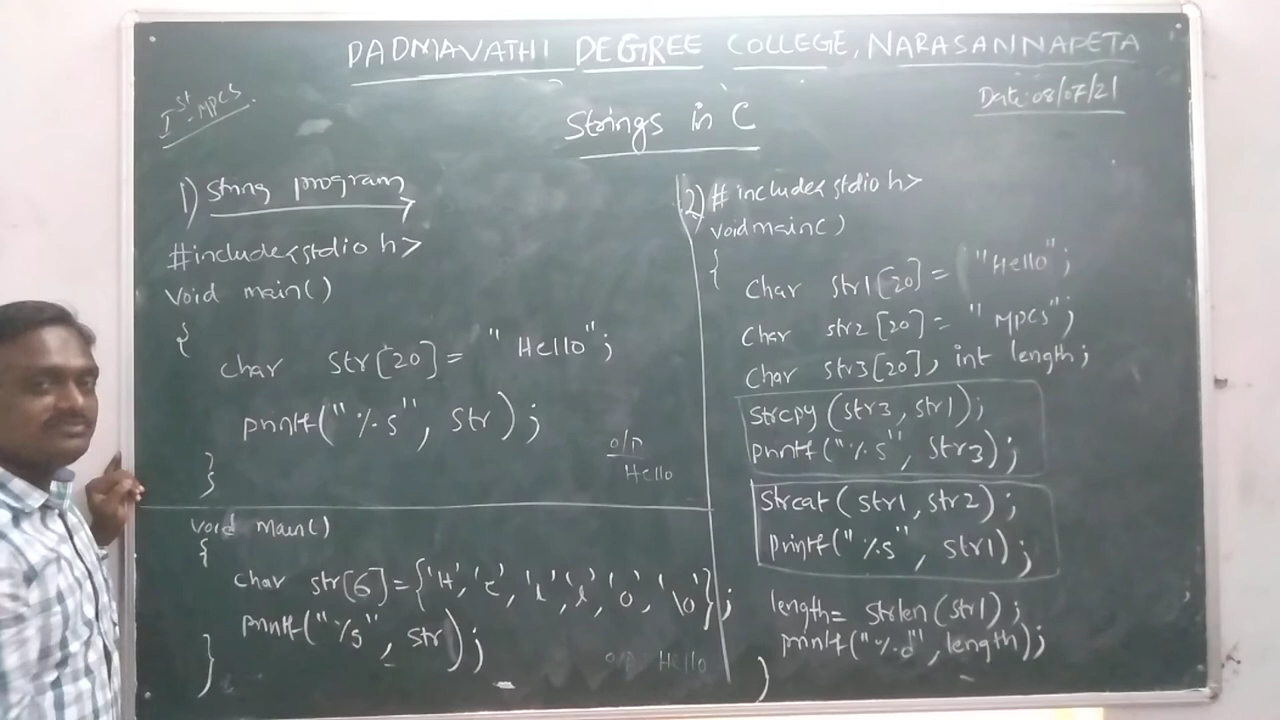 PADMAVATHI DEGREE COLLEGE, NARASANNAPETA
Ist MPCS.
Date: 08/07/21
Strings in C
1) String program
#include<stdio h>
void main()
{
char str[20] = "Hello";
printf("%s", str);
}
o/p
Hello
void main()
{
char str[6] = {'H', 'e', 'l', 'l', 'o', '\0'};
printf("%s", str);
}
o/p Hello
2) # include<stdio h>
void main()
{
char str1[20] = "Hello";
char str2 [20] = "MPCS";
char str3[20], int length;
strcpy (str3, str1);
printf("%s", str3);
strcat (str1, str2);
printf("%s", str1);
length= strlen(str1);
printf("%d", length);
}